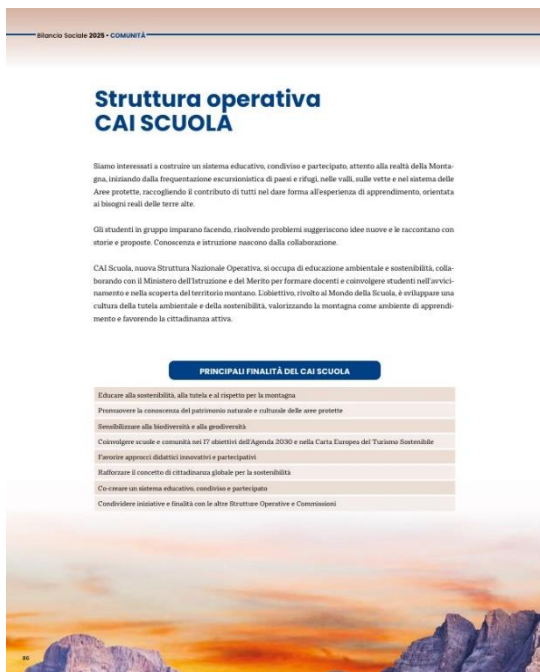 Bilancio Sociale 2025 • COMUNITÀ
Struttura operativa
CAI SCUOLA
Siamo interessati a costruire un sistema educativo, condiviso e partecipato, attento alla realtà della Monta-
gna, iniziando dalla frequentazione escursionistica di paesi e rifugi, nelle valli, sulle vette e nel sistema delle
Aree protette, raccogliendo il contributo di tutti nel dare forma all'esperienza di apprendimento, orientata
ai bisogni reali delle terre alte.
Gli studenti in gruppo imparano facendo, risolvendo problemi suggeriscono idee nuove e le raccontano con
storie e proposte. Conoscenza e istruzione nascono dalla collaborazione.
CAI Scuola, nuova Struttura Nazionale Operativa, si occupa di educazione ambientale e sostenibilità, colla-
borando con il Ministero dell'Istruzione e del Merito per formare docenti e coinvolgere studenti nell'avvici-
namento e nella scoperta del territorio montano. L'obiettivo, rivolto al Mondo della Scuola, è sviluppare una
cultura della tutela ambientale e della sostenibilità, valorizzando la montagna come ambiente di apprendi-
mento e favorendo la cittadinanza attiva.
PRINCIPALI FINALITÀ DEL CAI SCUOLA
Educare alla sostenibilità, alla tutela e al rispetto per la montagna
Promuovere la conoscenza del patrimonio naturale e culturale delle aree protette
Sensibilizzare alla biodiversità e alla geodiversità
Coinvolgere scuole e comunità nei 17 obiettivi dell'Agenda 2030 e nella Carta Europea del Turismo Sostenibile
Favorire approcci didattici innovativi e partecipativi
Rafforzare il concetto di cittadinanza globale per la sostenibilità
Co-creare un sistema educativo, condiviso e partecipato
Condividere iniziative e finalità con le altre Strutture Operative e Commissioni
86